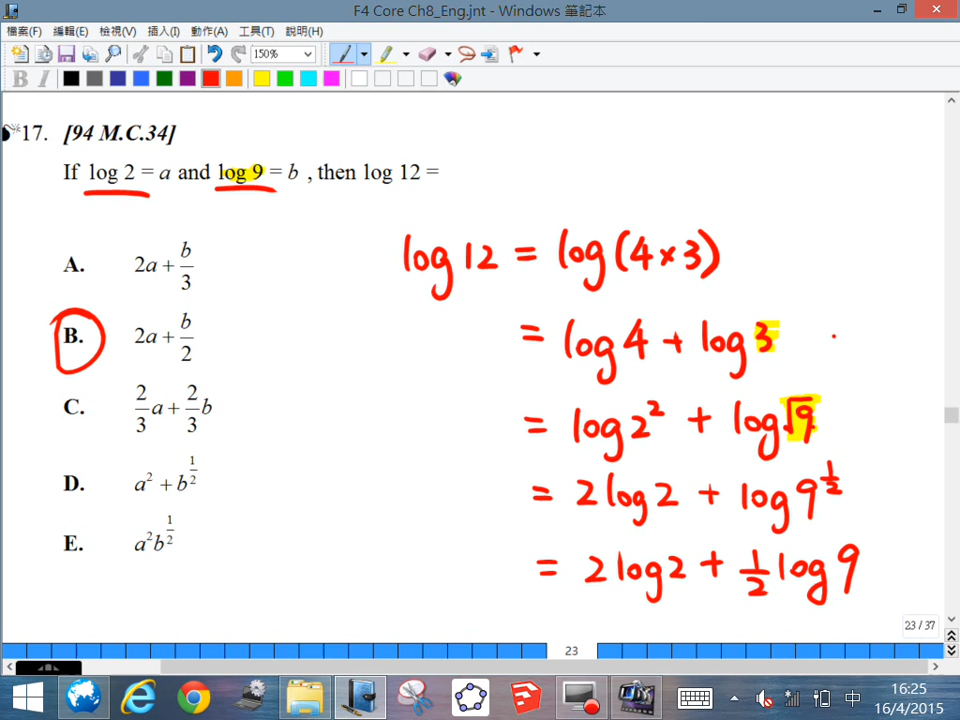 F4 Core Ch8_Eng.jnt - Windows 筆記本
檔案(F) 編輯(E) 檢視(V) 插入(I) 動作(A) 工具(T) 說明(H)
150%
B I
17. [94 M.C.34]
If log 2 = a and log 9 = b , then log 12 =
A. 2a + b/3
B. 2a + b/2
C. 2/3 a + 2/3 b
D. a² + b^(1/2)
E. a²b^(1/2)
log 12 = log(4×3)
= log 4 + log 3
= log 2² + log √9
= 2 log 2 + log 9^(1/2)
= 2 log 2 + 1/2 log 9
23 / 37
23
中
16:25
16/4/2015